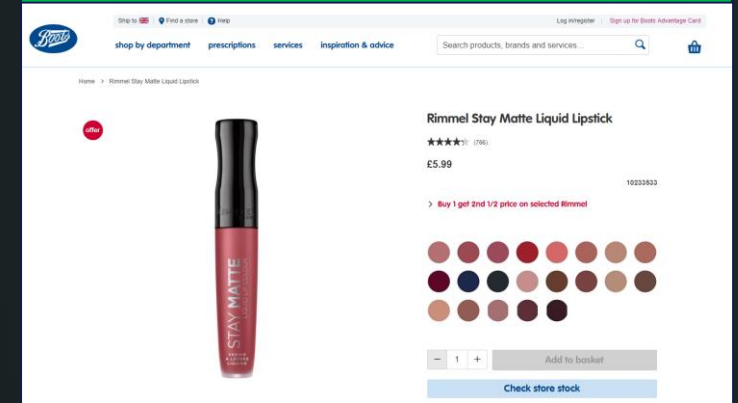 Ship to
Find a store
Help
Log in/register
Sign up for Boots Advantage Card
Boots
shop by department
prescriptions
services
inspiration & advice
Search products, brands and services...
Home > Rimmel Stay Matte Liquid Lipstick
offer
Rimmel Stay Matte Liquid Lipstick
(766)
£5.99
10233533
> Buy 1 get 2nd 1/2 price on selected Rimmel
STAY MATTE
LIQUID LIP COLOUR
- 1 +
Add to basket
Check store stock